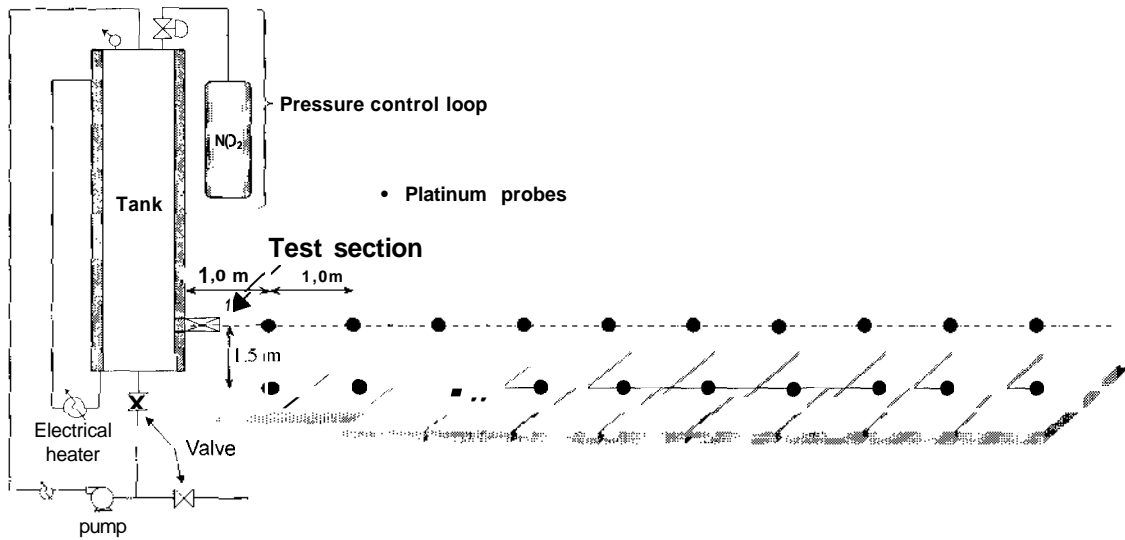 Pressure control loop
NO₂
• Platinum probes
Tank
Test section
1,0 m
1,0m
1.5 m
Electrical
heater
Valve
pump